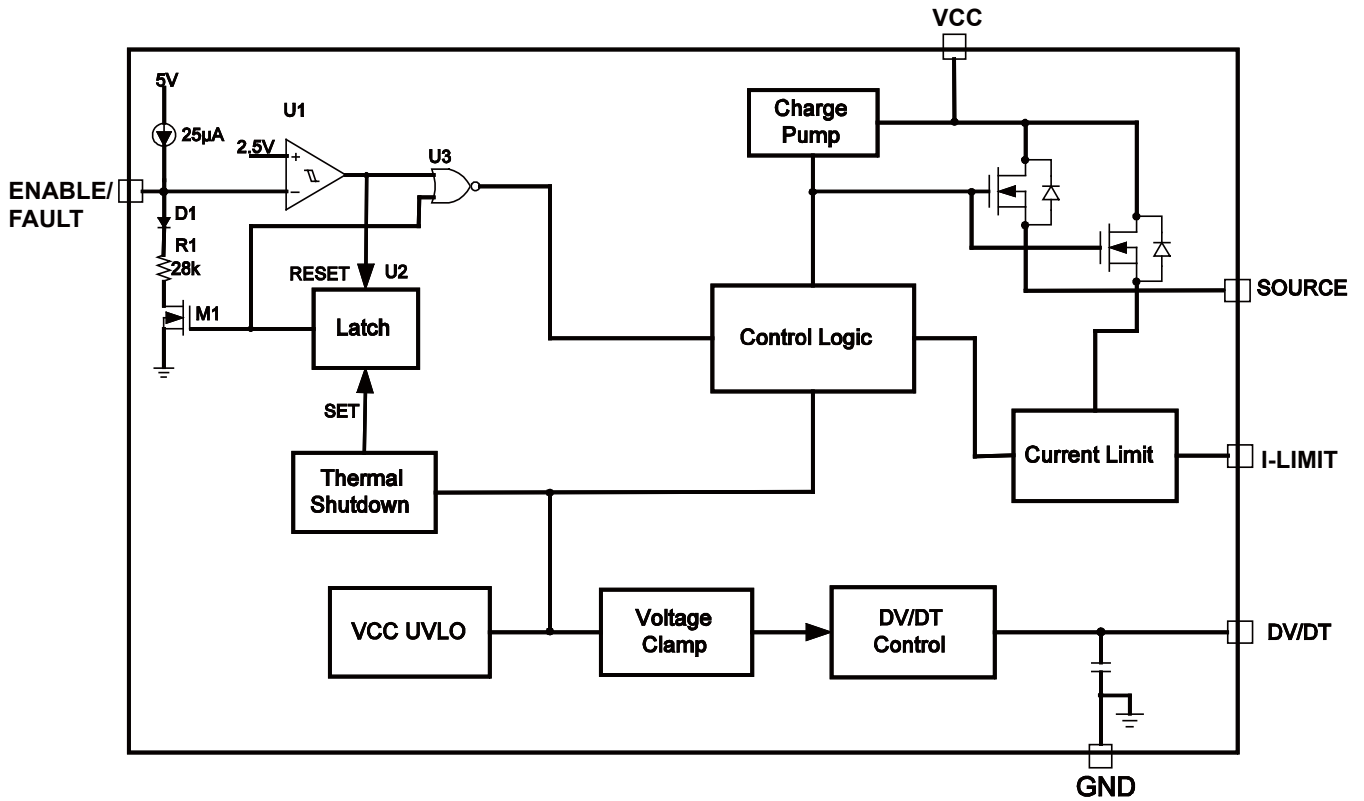 VCC
5V
U1
25µA
2.5V
+
−
U3
Charge
Pump
ENABLE/
FAULT
D1
R1
28k
RESET
U2
M1
Latch
SOURCE
Control Logic
SET
Current Limit
I-LIMIT
Thermal
Shutdown
VCC UVLO
Voltage
Clamp
DV/DT
Control
DV/DT
GND